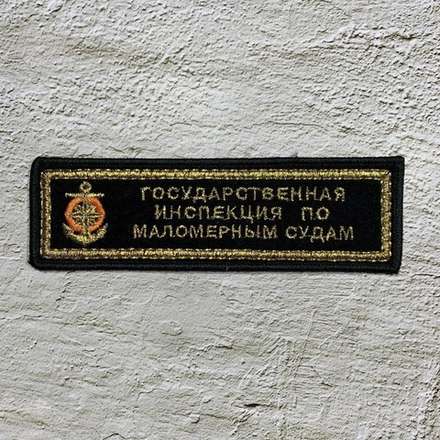 ГОСУДАРСТВЕННАЯ
ИНСПЕКЦИЯ ПО
МАЛОМЕРНЫМ СУДАМ